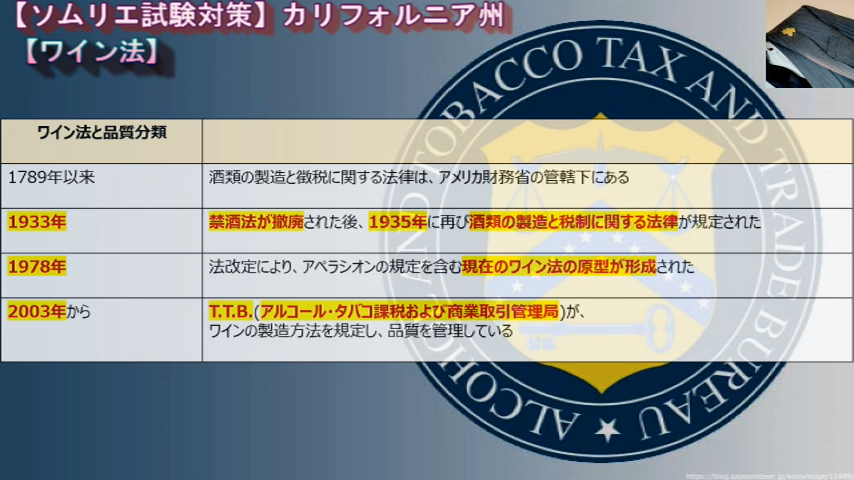 【ソムリエ試験対策】カリフォルニア州
【ワイン法】
ワイン法と品質分類
1789年以来
酒類の製造と徴税に関する法律は、アメリカ財務省の管轄下にある
1933年
禁酒法が撤廃された後、1935年に再び酒類の製造と税制に関する法律が規定された
1978年
法改定により、アペラシオンの規定を含む現在のワイン法の原型が形成された
2003年から
T.T.B.(アルコール・タバコ課税および商業取引管理局)が、
ワインの製造方法を規定し、品質を管理している
ALCOHOL AND TOBACCO TAX AND TRADE BUREAU